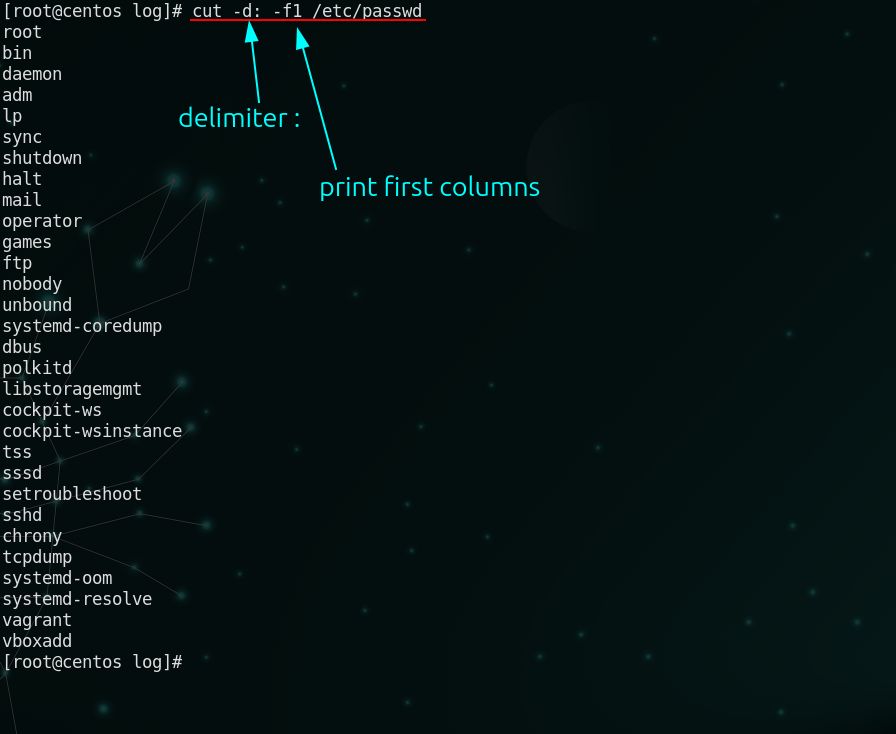 [root@centos log]# cut -d: -f1 /etc/passwd
root
bin
daemon
adm
lp
sync
shutdown
halt
mail
operator
games
ftp
nobody
unbound
systemd-coredump
dbus
polkitd
libstoragemgmt
cockpit-ws
cockpit-wsinstance
tss
sssd
setroubleshoot
sshd
chrony
tcpdump
systemd-oom
systemd-resolve
vagrant
vboxadd
[root@centos log]#
delimiter :
print first columns